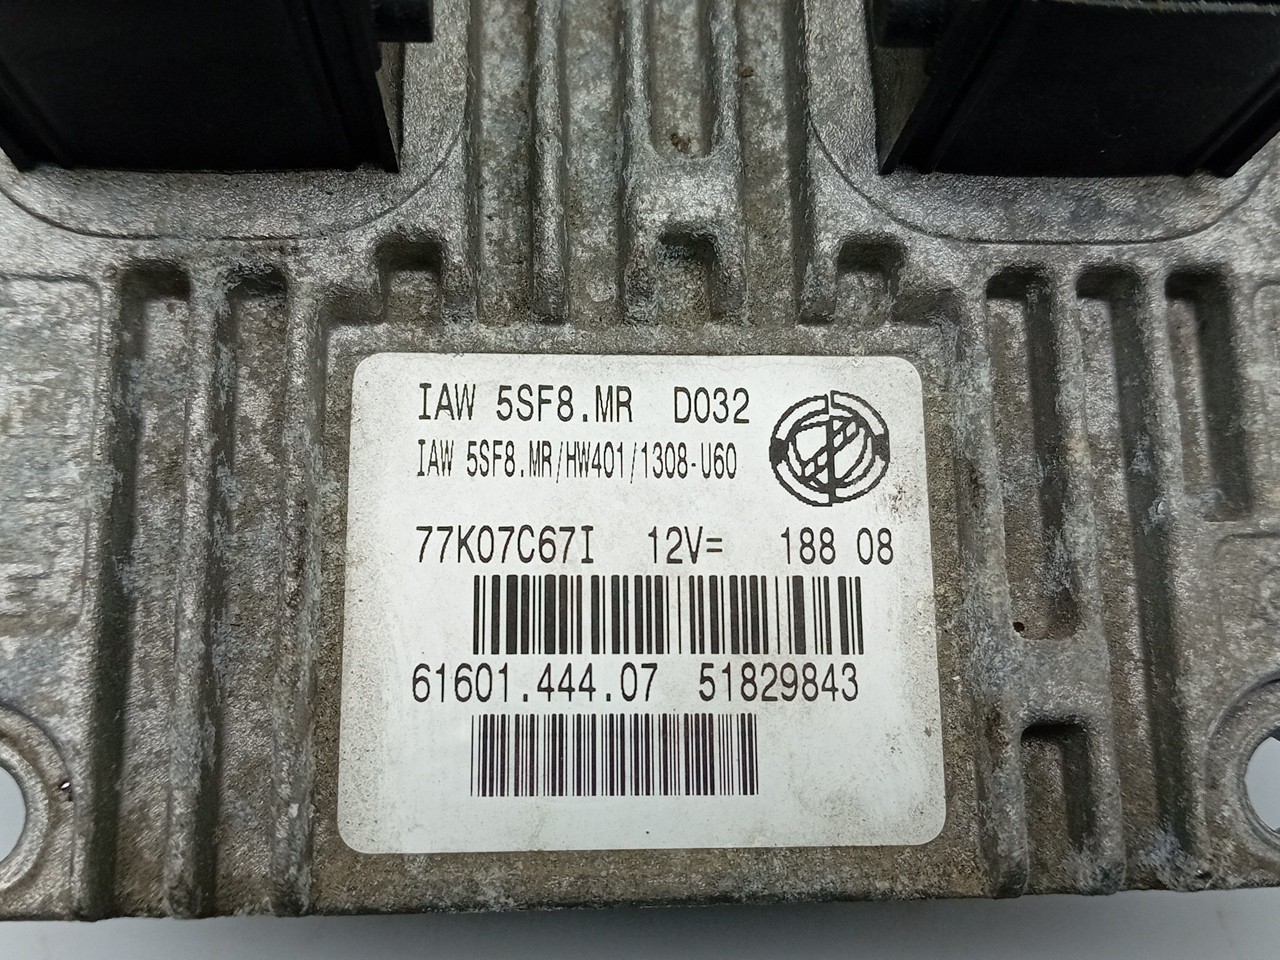 IAW 5SF8.MR D032
IAW 5SF8.MR/HW401/1308-U60
77K07C67I 12V= 188 08
61601.444.07 51829843